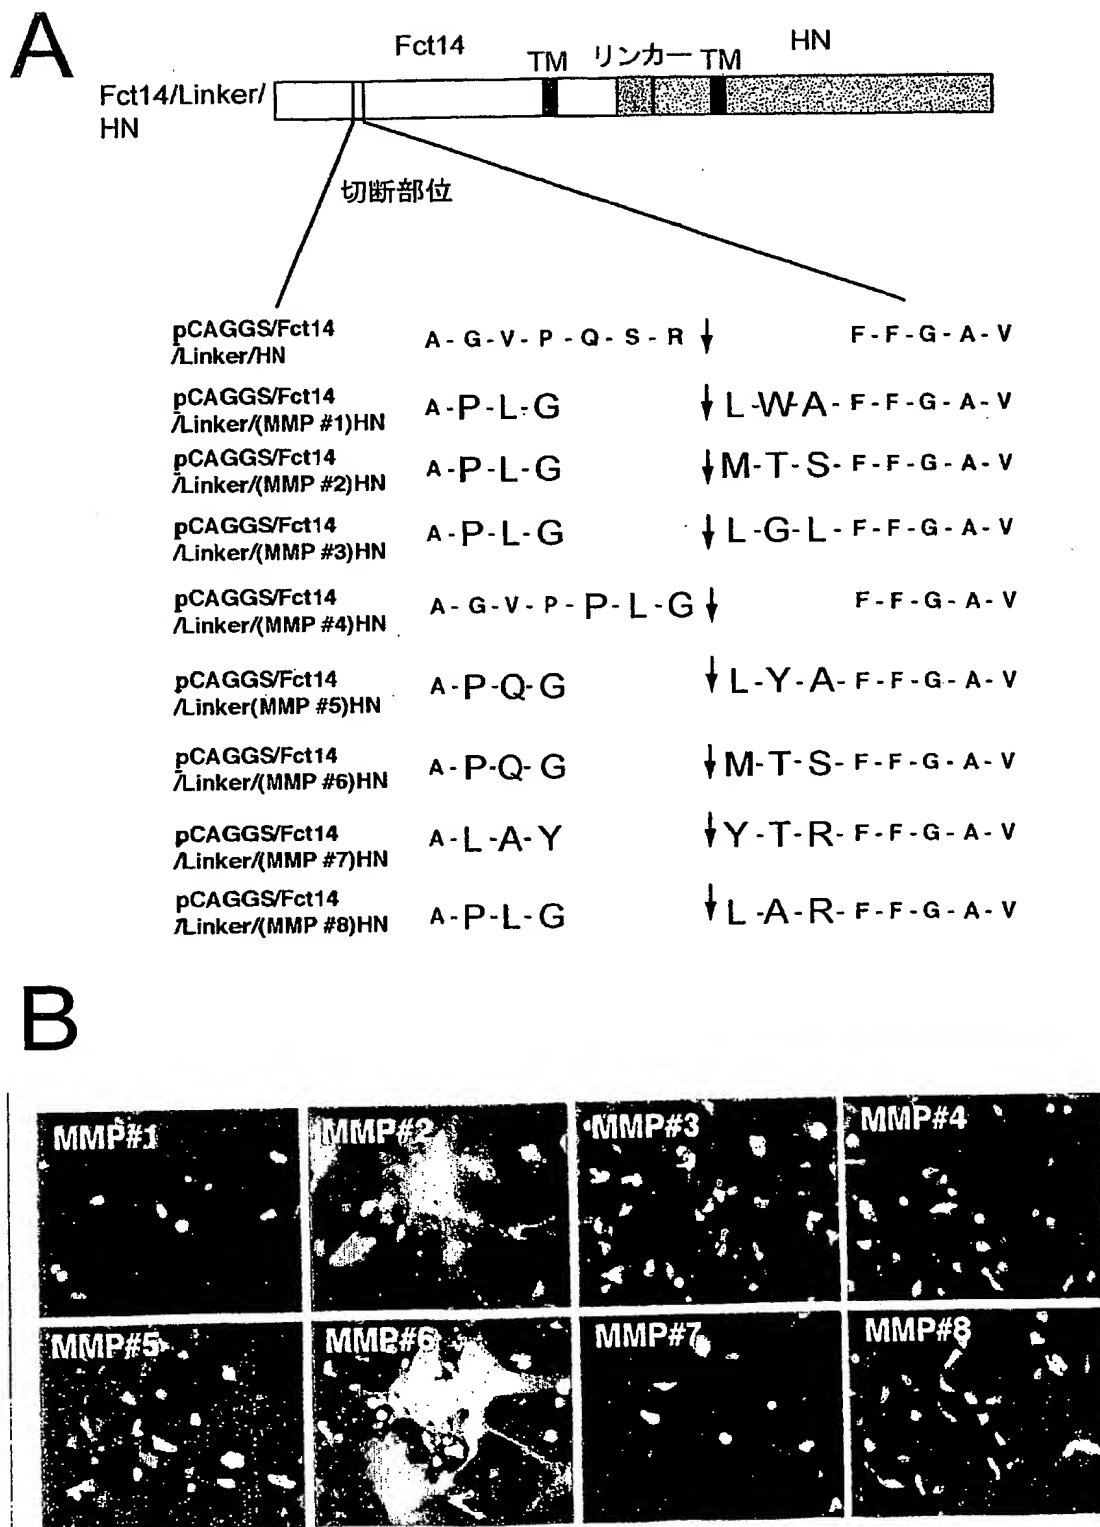 A
Fct14
TM
リンカー
TM
HN
Fct14/Linker/
HN
切断部位
pCAGGS/Fct14
/Linker/HN
A - G - V - P - Q - S - R ↓ F - F - G - A - V
pCAGGS/Fct14
/Linker/(MMP #1)HN
A - P - L - G ↓ L - W - A - F - F - G - A - V
pCAGGS/Fct14
/Linker/(MMP #2)HN
A - P - L - G ↓ M - T - S - F - F - G - A - V
pCAGGS/Fct14
/Linker/(MMP #3)HN
A - P - L - G ↓ L - G - L - F - F - G - A - V
pCAGGS/Fct14
/Linker/(MMP #4)HN
A - G - V - P - P - L - G ↓ F - F - G - A - V
pCAGGS/Fct14
/Linker(MMP #5)HN
A - P - Q - G ↓ L - Y - A - F - F - G - A - V
pCAGGS/Fct14
/Linker/(MMP #6)HN
A - P - Q - G ↓ M - T - S - F - F - G - A - V
pCAGGS/Fct14
/Linker/(MMP #7)HN
A - L - A - Y ↓ Y - T - R - F - F - G - A - V
pCAGGS/Fct14
/Linker/(MMP #8)HN
A - P - L - G ↓ L - A - R - F - F - G - A - V
B
MMP#1
MMP#2
MMP#3
MMP#4
MMP#5
MMP#6
MMP#7
MMP#8